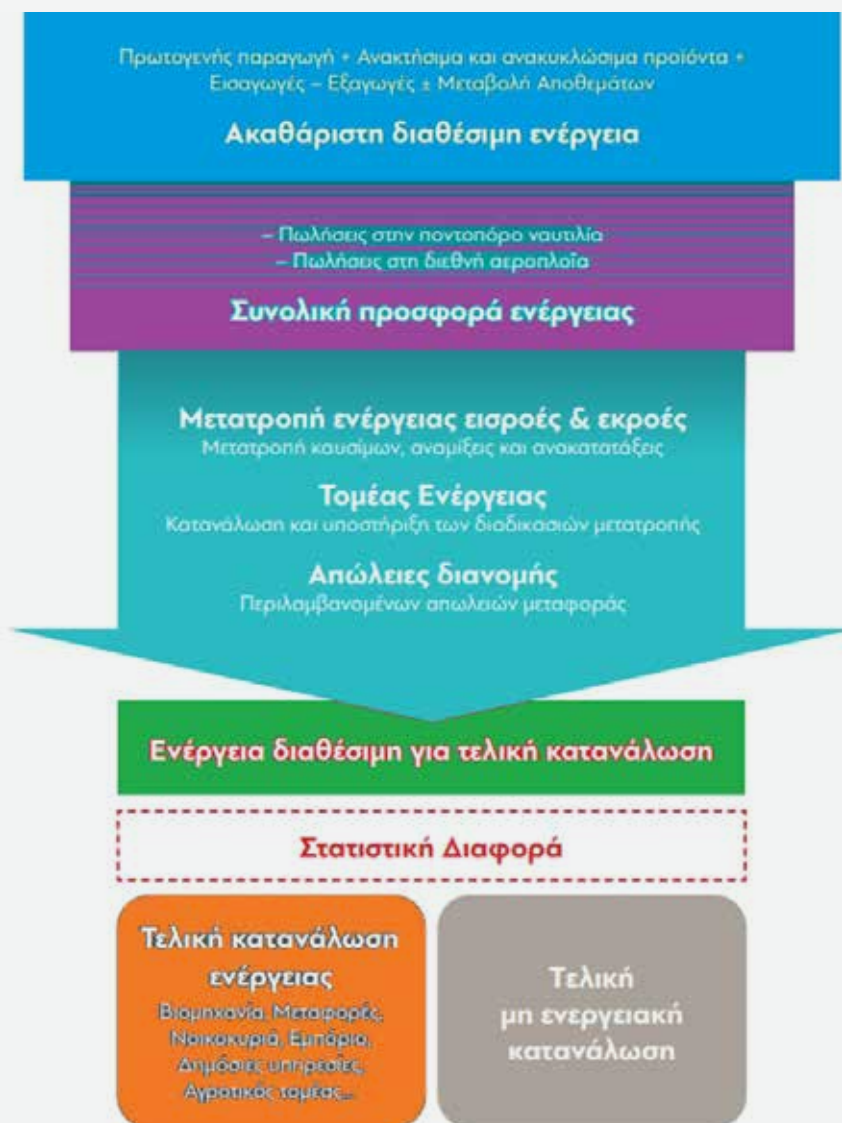 Πρωτογενής παραγωγή + Ανακτήσιμα και ανακυκλώσιμα προϊόντα +
Εισαγωγές – Εξαγωγές ± Μεταβολή Αποθεμάτων
Ακαθάριστη διαθέσιμη ενέργεια
– Πωλήσεις στην ποντοπόρο ναυτιλία
– Πωλήσεις στη διεθνή αεροπλοΐα
Συνολική προσφορά ενέργειας
Μετατροπή ενέργειας εισροές & εκροές
Μετατροπή καυσίμων, αναμίξεις και ανακατατάξεις
Τομέας Ενέργειας
Κατανάλωση και υποστήριξη των διαδικασιών μετατροπής
Απώλειες διανομής
Περιλαμβανομένων απωλειών μεταφοράς
Ενέργεια διαθέσιμη για τελική κατανάλωση
Στατιστική Διαφορά
Τελική κατανάλωση
ενέργειας
Βιομηχανία, Μεταφορές,
Νοικοκυριά, Εμπόριο,
Δημόσιες υπηρεσίες,
Αγροτικός τομέας...
Τελική
μη ενεργειακή
κατανάλωση